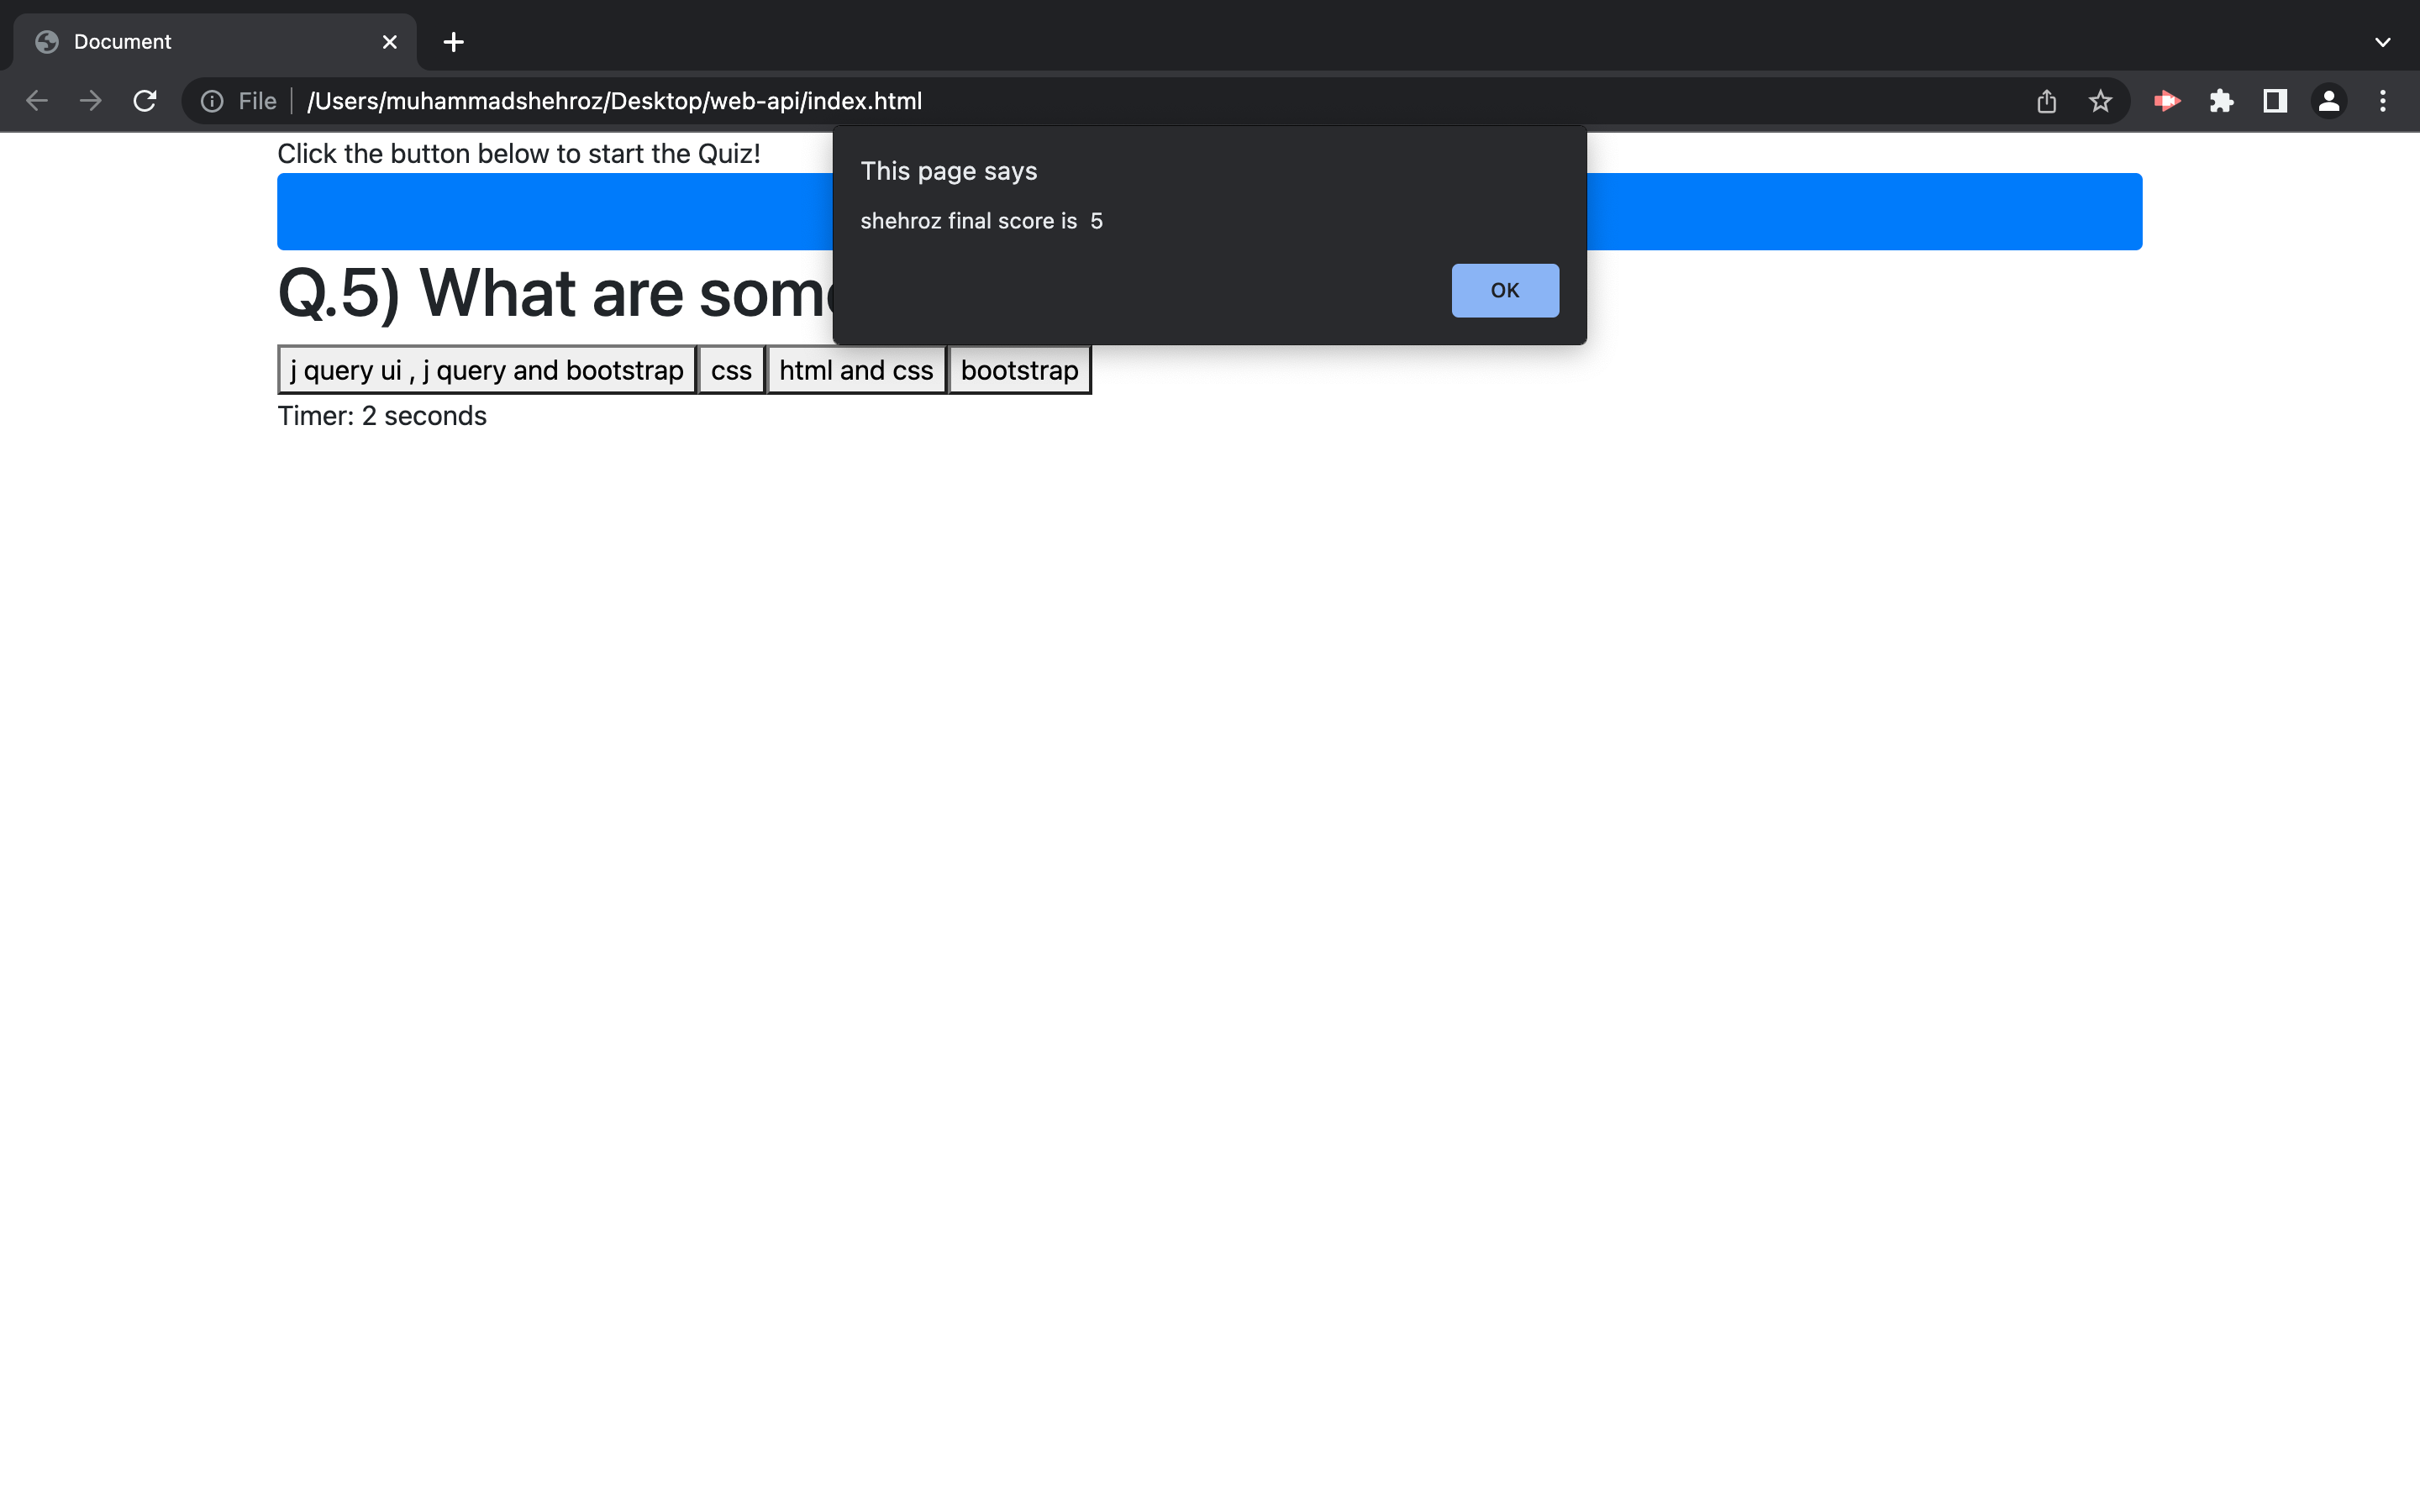 Document
File /Users/muhammadshehroz/Desktop/web-api/index.html
Click the button below to start the Quiz!
This page says
shehroz final score is 5
OK
Q.5) What are some
j query ui , j query and bootstrap css html and css bootstrap
Timer: 2 seconds